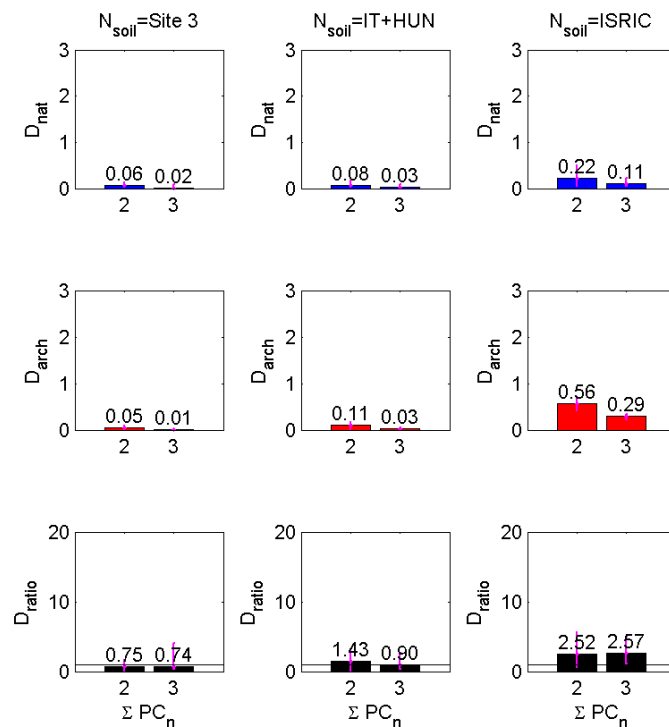 N_soil=Site 3 N_soil=IT+HUN N_soil=ISRIC
D_nat 3 2 1 0 0.06 0.02 2 3
D_nat 3 2 1 0 0.08 0.03 2 3
D_nat 3 2 1 0 0.22 0.11 2 3
D_arch 3 2 1 0 0.05 0.01 2 3
D_arch 3 2 1 0 0.11 0.03 2 3
D_arch 3 2 1 0 0.56 0.29 2 3
D_ratio 20 10 0 0.75 0.74 2 3
D_ratio 20 10 0 1.43 0.90 2 3
D_ratio 20 10 0 2.52 2.57 2 3
Σ PC_n Σ PC_n Σ PC_n